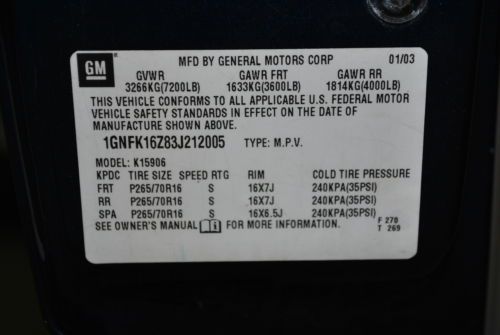 GM
MFD BY GENERAL MOTORS CORP 01/03
GVWR GAWR FRT GAWR RR
3266KG(7200LB) 1633KG(3600LB) 1814KG(4000LB)
THIS VEHICLE CONFORMS TO ALL APPLICABLE U.S. FEDERAL MOTOR
VEHICLE SAFETY STANDARDS IN EFFECT ON THE DATE OF
MANUFACTURE SHOWN ABOVE.
1GNFK16Z83J212005 TYPE: M.P.V.
MODEL: K15906
KPDC TIRE SIZE SPEED RTG RIM COLD TIRE PRESSURE
FRT P265/70R16 S 16X7J 240KPA(35PSI)
RR P265/70R16 S 16X7J 240KPA(35PSI)
SPA P265/70R16 S 16X6.5J 240KPA(35PSI)
SEE OWNER'S MANUAL FOR MORE INFORMATION. F 270
T 269